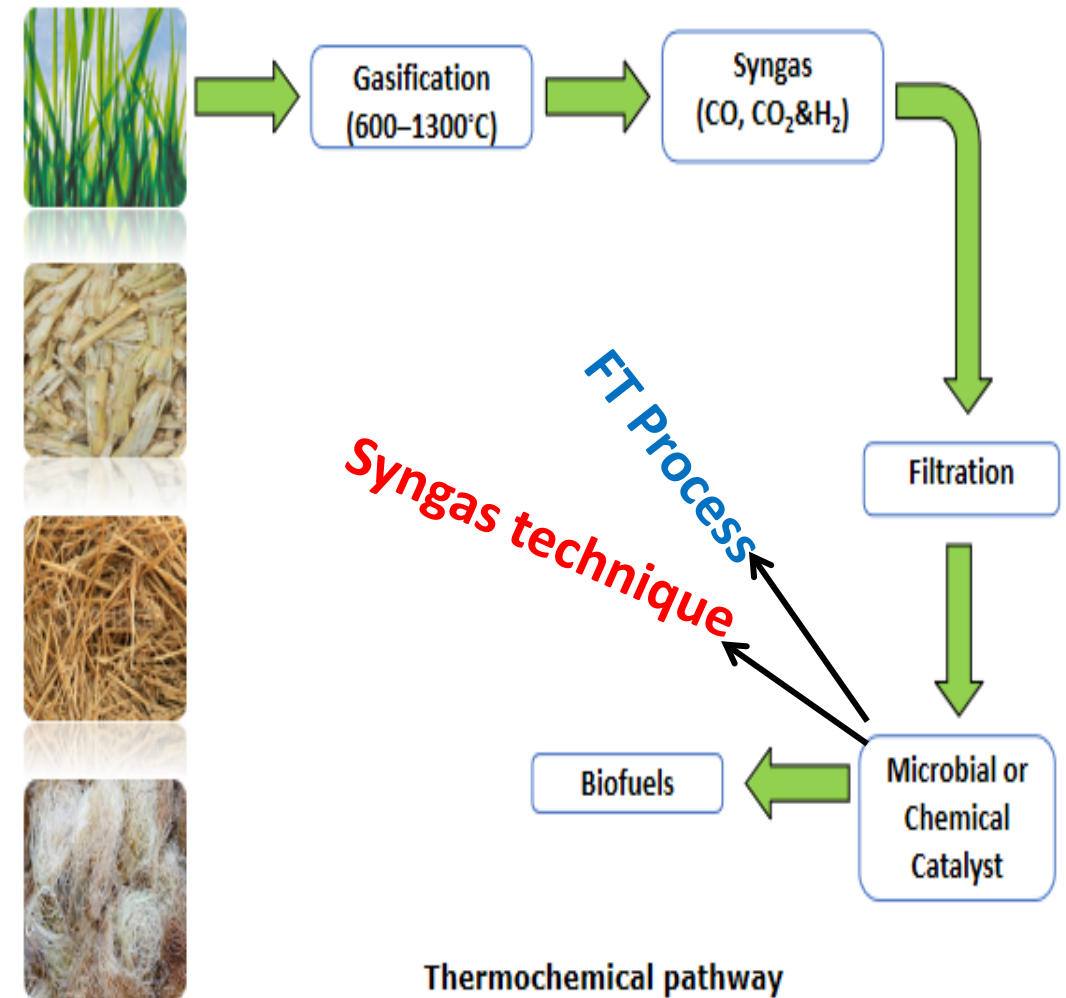 Gasification
(600–1300°C)
Syngas
(CO, CO₂&H₂)
Filtration
FT Process
Syngas technique
Microbial or
Chemical
Catalyst
Biofuels
Thermochemical pathway